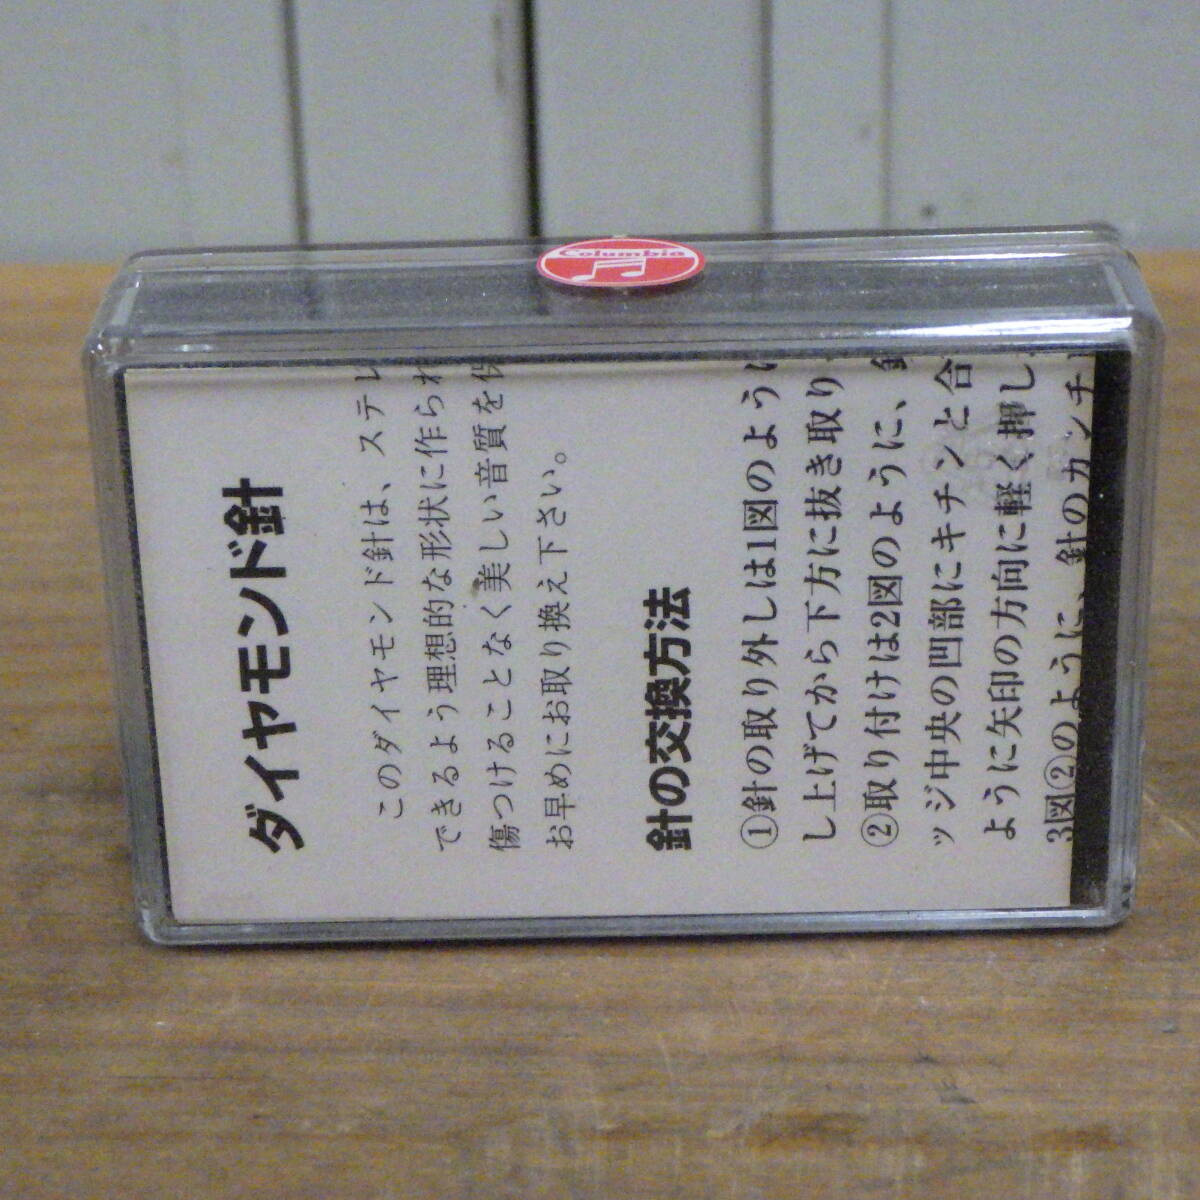 Columbia
ダイヤモンド針
このダイヤモンド針は、ステレ
できるよう理想的な形状に作られ
傷つけることなく美しい音質を保
お早めにお取り換え下さい。
針の交換方法
①針の取り外しは1図のように
し上げてから下方に抜き取り
②取り付けは2図のように、針
ッジ中央の凹部にキチンと合
ように矢印の方向に軽く押し
3図②のように、針のカンチ